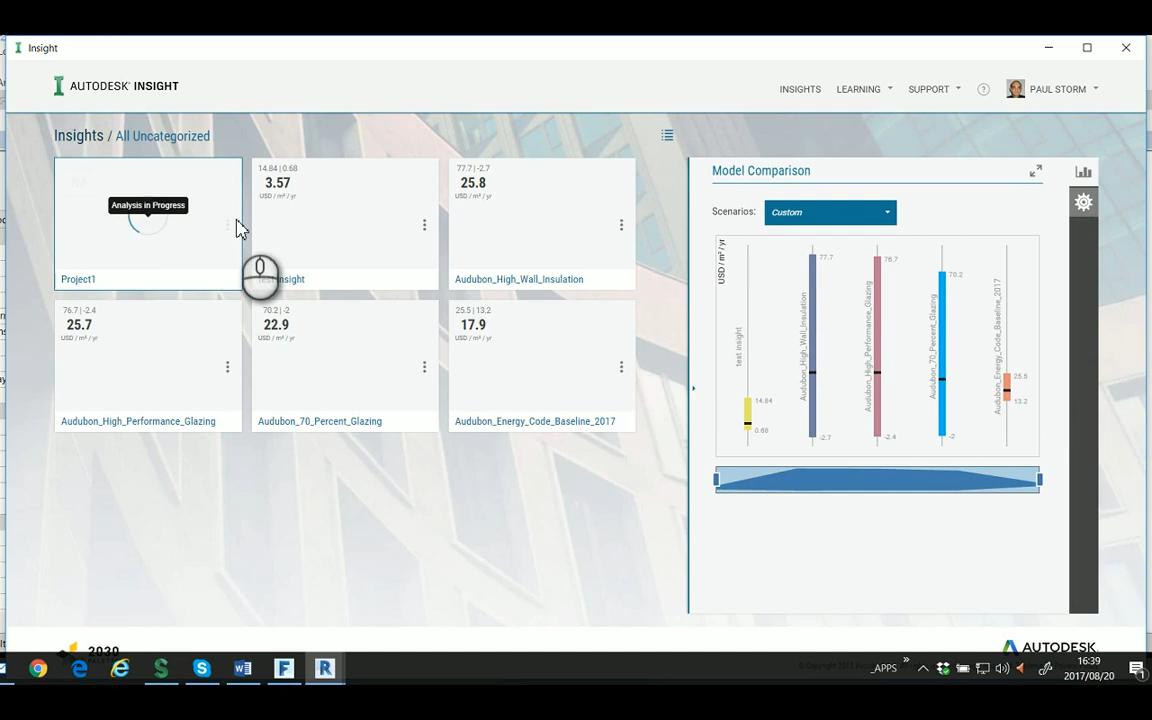 Insight
AUTODESK® INSIGHT
INSIGHTS
LEARNING
SUPPORT
?
PAUL STORM
Insights / All Uncategorized
Analysis in Progress
Project1
14.84 | 0.68
3.57
USD / m² / yr
Insight
77.7 | -2.7
25.8
USD / m² / yr
Audubon_High_Wall_Insulation
76.7 | -2.4
25.7
USD / m² / yr
Audubon_High_Performance_Glazing
70.2 | -2
22.9
USD / m² / yr
Audubon_70_Percent_Glazing
25.5 | 13.2
17.9
USD / m² / yr
Audubon_Energy_Code_Baseline_2017
Model Comparison
Scenarios:
Custom
USD / m² / yr
test insight
14.84
0.68
Audubon_High_Wall_Insulation
77.7
-2.7
Audubon_High_Performance_Glazing
76.7
-2.4
Audubon_70_Percent_Glazing
70.2
-2
Audubon_Energy_Code_Baseline_2017
25.5
13.2
2030
AUTODESK.
_APPS
16:39
2017/08/20
1